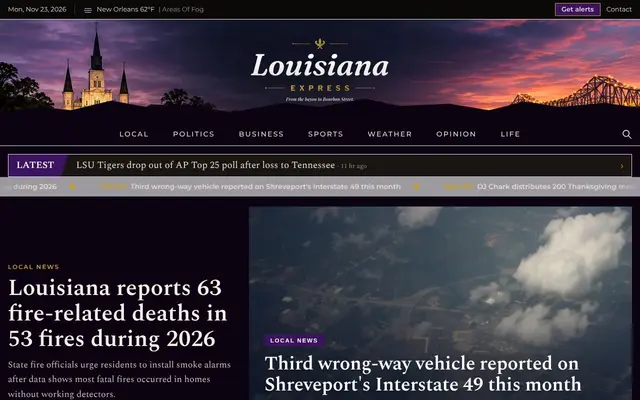 Mon, Nov 23, 2026
New Orleans 62°F | Areas Of Fog
Get alerts
Contact
Louisiana
EXPRESS
From the bayou to Bourbon Street
LOCAL
POLITICS
BUSINESS
SPORTS
WEATHER
OPINION
LIFE
LATEST
LSU Tigers drop out of AP Top 25 poll after loss to Tennessee · 11 hr ago
during 2026
Third wrong-way vehicle reported on Shreveport's Interstate 49 this month
DJ Chark distributes 200 Thanksgiving
LOCAL NEWS
Louisiana reports 63
fire-related deaths in
53 fires during 2026
State fire officials urge residents to install smoke alarms
after data shows most fatal fires occurred in homes
without working detectors.
LOCAL NEWS
Third wrong-way vehicle reported on
Shreveport's Interstate 49 this month